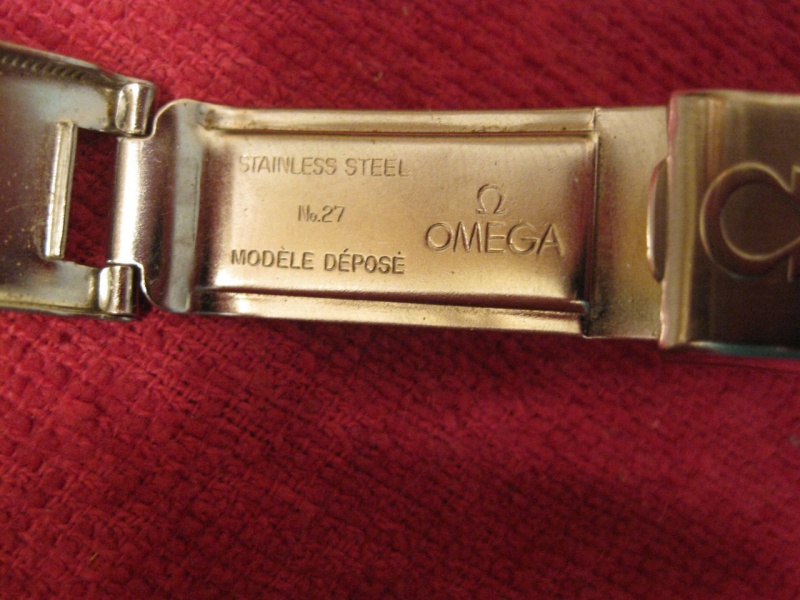 STAINLESS STEEL
No.27
MODÈLE DÉPOSÉ
Ω
OMEGA
Ω